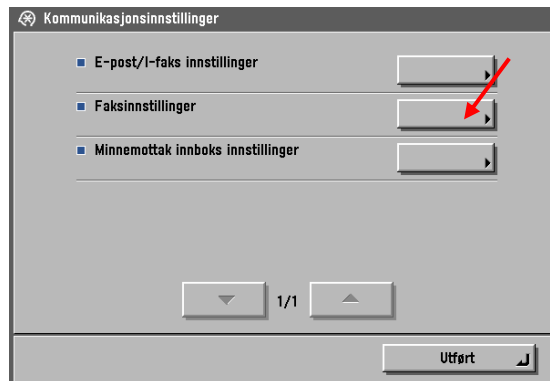 Kommunikasjonsinnstillinger
E-post/I-faks innstillinger
Faksinnstillinger
Minnemottak innboks innstillinger
1/1
Utført